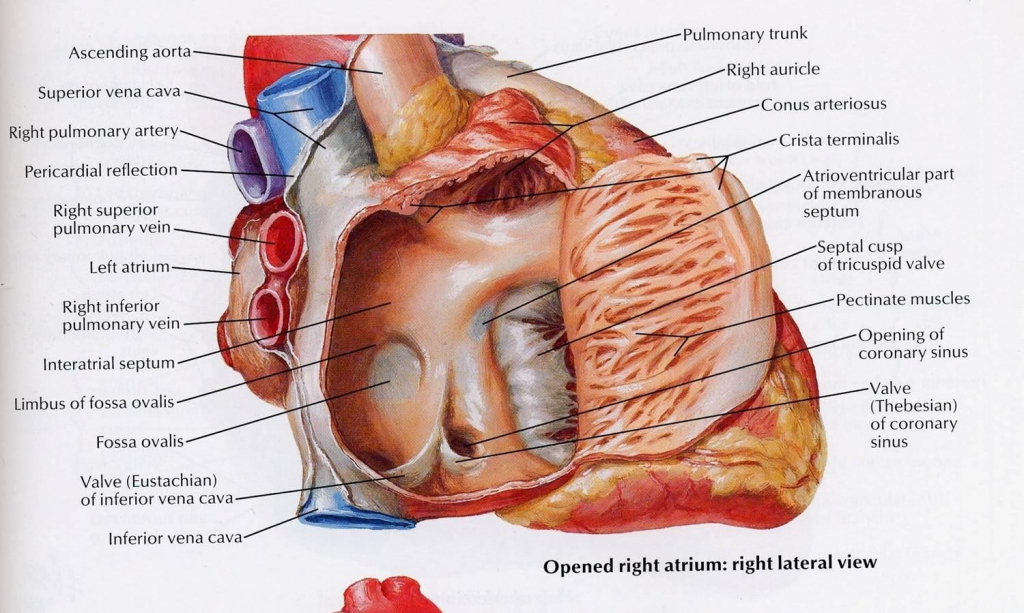 Ascending aorta
Superior vena cava
Right pulmonary artery
Pericardial reflection
Right superior
pulmonary vein
Left atrium
Right inferior
pulmonary vein
Interatrial septum
Limbus of fossa ovalis
Fossa ovalis
Valve (Eustachian)
of inferior vena cava
Inferior vena cava
Pulmonary trunk
Right auricle
Conus arteriosus
Crista terminalis
Atrioventricular part
of membranous
septum
Septal cusp
of tricuspid valve
Pectinate muscles
Opening of
coronary sinus
Valve
(Thebesian)
of coronary
sinus
Opened right atrium: right lateral view